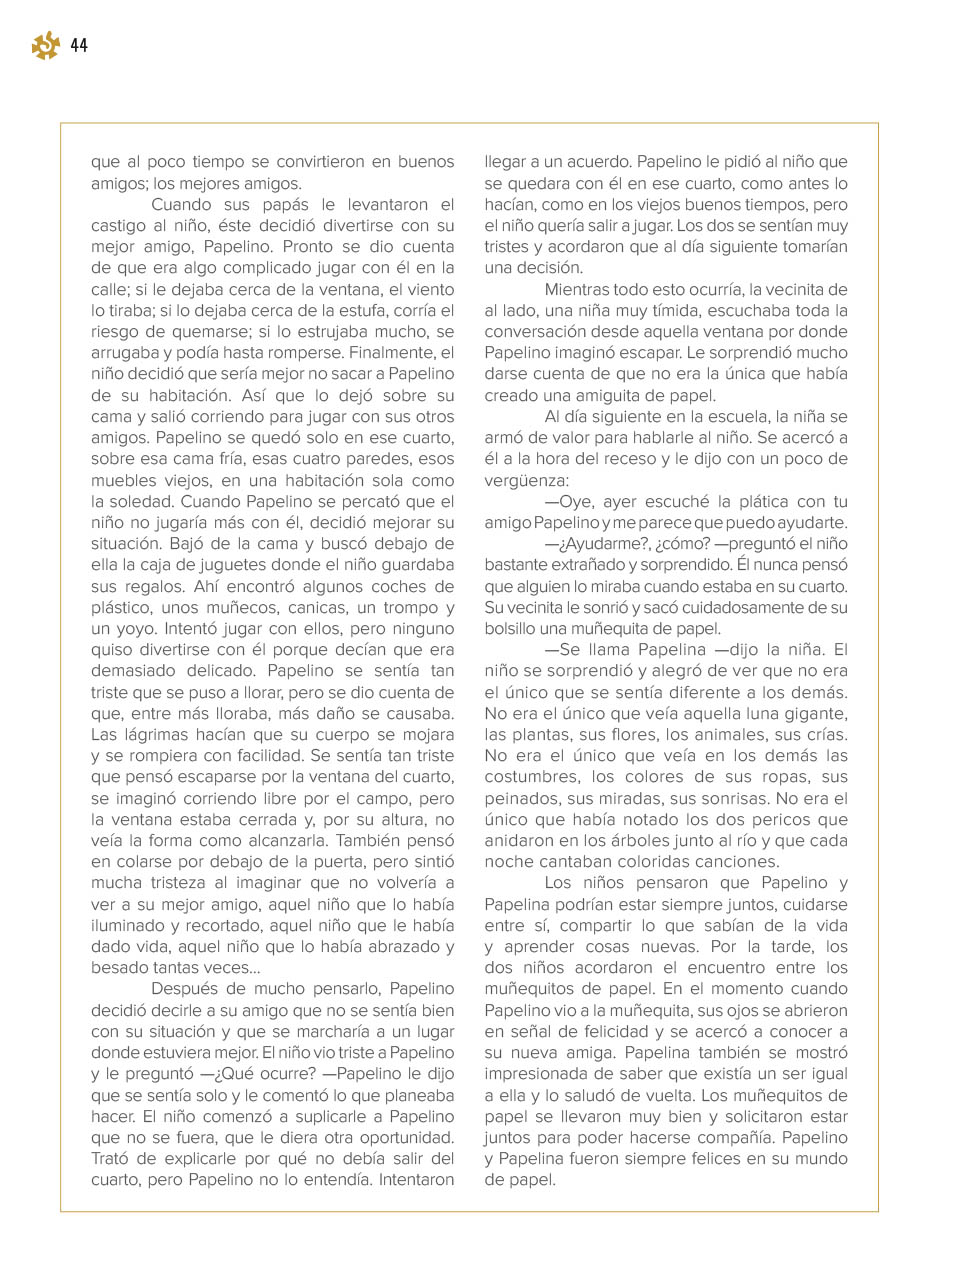 44
que al poco tiempo se convirtieron en buenos
amigos; los mejores amigos.
Cuando sus papás le levantaron el
castigo al niño, éste decidió divertirse con su
mejor amigo, Papelino. Pronto se dio cuenta
de que era algo complicado jugar con él en la
calle; si le dejaba cerca de la ventana, el viento
lo tiraba; si lo dejaba cerca de la estufa, corría el
riesgo de quemarse; si lo estrujaba mucho, se
arrugaba y podía hasta romperse. Finalmente, el
niño decidió que sería mejor no sacar a Papelino
de su habitación. Así que lo dejó sobre su
cama y salió corriendo para jugar con sus otros
amigos. Papelino se quedó solo en ese cuarto,
sobre esa cama fría, esas cuatro paredes, esos
muebles viejos, en una habitación sola como
la soledad. Cuando Papelino se percató que el
niño no jugaría más con él, decidió mejorar su
situación. Bajó de la cama y buscó debajo de
ella la caja de juguetes donde el niño guardaba
sus regalos. Ahí encontró algunos coches de
plástico, unos muñecos, canicas, un trompo y
un yoyo. Intentó jugar con ellos, pero ninguno
quiso divertirse con él porque decían que era
demasiado delicado. Papelino se sentía tan
triste que se puso a llorar, pero se dio cuenta de
que, entre más lloraba, más daño se causaba.
Las lágrimas hacían que su cuerpo se mojara
y se rompiera con facilidad. Se sentía tan triste
que pensó escaparse por la ventana del cuarto,
se imaginó corriendo libre por el campo, pero
la ventana estaba cerrada y, por su altura, no
veía la forma como alcanzarla. También pensó
en colarse por debajo de la puerta, pero sintió
mucha tristeza al imaginar que no volvería a
ver a su mejor amigo, aquel niño que lo había
iluminado y recortado, aquel niño que le había
dado vida, aquel niño que lo había abrazado y
besado tantas veces...
Después de mucho pensarlo, Papelino
decidió decirle a su amigo que no se sentía bien
con su situación y que se marcharía a un lugar
donde estuviera mejor. El niño vio triste a Papelino
y le preguntó —¿Qué ocurre? —Papelino le dijo
que se sentía solo y le comentó lo que planeaba
hacer. El niño comenzó a suplicarle a Papelino
que no se fuera, que le diera otra oportunidad.
Trató de explicarle por qué no debía salir del
cuarto, pero Papelino no lo entendía. Intentaron
llegar a un acuerdo. Papelino le pidió al niño que
se quedara con él en ese cuarto, como antes lo
hacían, como en los viejos buenos tiempos, pero
el niño quería salir a jugar. Los dos se sentían muy
tristes y acordaron que al día siguiente tomarían
una decisión.
Mientras todo esto ocurría, la vecinita de
al lado, una niña muy tímida, escuchaba toda la
conversación desde aquella ventana por donde
Papelino imaginó escapar. Le sorprendió mucho
darse cuenta de que no era la única que había
creado una amiguita de papel.
Al día siguiente en la escuela, la niña se
armó de valor para hablarle al niño. Se acercó a
él a la hora del receso y le dijo con un poco de
vergüenza:
—Oye, ayer escuché la plática con tu
amigo Papelino y me parece que puedo ayudarte.
—¿Ayudarme?, ¿cómo? —preguntó el niño
bastante extrañado y sorprendido. Él nunca pensó
que alguien lo miraba cuando estaba en su cuarto.
Su vecinita le sonrió y sacó cuidadosamente de su
bolsillo una muñequita de papel.
—Se llama Papelina —dijo la niña. El
niño se sorprendió y alegró de ver que no era
el único que se sentía diferente a los demás.
No era el único que veía aquella luna gigante,
las plantas, sus flores, los animales, sus crías.
No era el único que veía en los demás las
costumbres, los colores de sus ropas, sus
peinados, sus miradas, sus sonrisas. No era el
único que había notado los dos pericos que
anidaron en los árboles junto al río y que cada
noche cantaban coloridas canciones.
Los niños pensaron que Papelino y
Papelina podrían estar siempre juntos, cuidarse
entre sí, compartir lo que sabían de la vida
y aprender cosas nuevas. Por la tarde, los
dos niños acordaron el encuentro entre los
muñequitos de papel. En el momento cuando
Papelino vio a la muñequita, sus ojos se abrieron
en señal de felicidad y se acercó a conocer a
su nueva amiga. Papelina también se mostró
impresionada de saber que existía un ser igual
a ella y lo saludó de vuelta. Los muñequitos de
papel se llevaron muy bien y solicitaron estar
juntos para poder hacerse compañía. Papelino
y Papelina fueron siempre felices en su mundo
de papel.